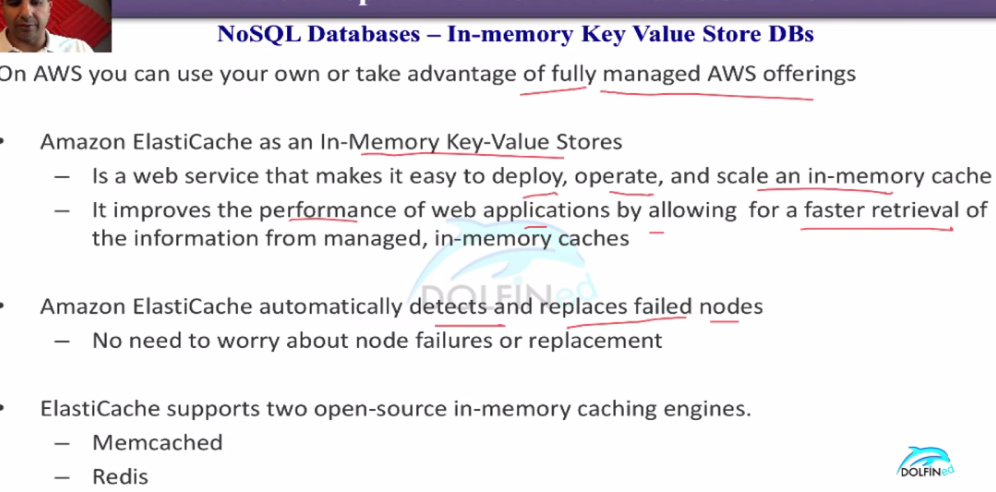 NoSQL Databases – In-memory Key Value Store DBs
On AWS you can use your own or take advantage of fully managed AWS offerings
• Amazon ElastiCache as an In-Memory Key-Value Stores
– Is a web service that makes it easy to deploy, operate, and scale an in-memory cache
– It improves the performance of web applications by allowing for a faster retrieval of
the information from managed, in-memory caches
DOLFINed
• Amazon ElastiCache automatically detects and replaces failed nodes
– No need to worry about node failures or replacement
• ElastiCache supports two open-source in-memory caching engines.
– Memcached
– Redis
DOLFINed